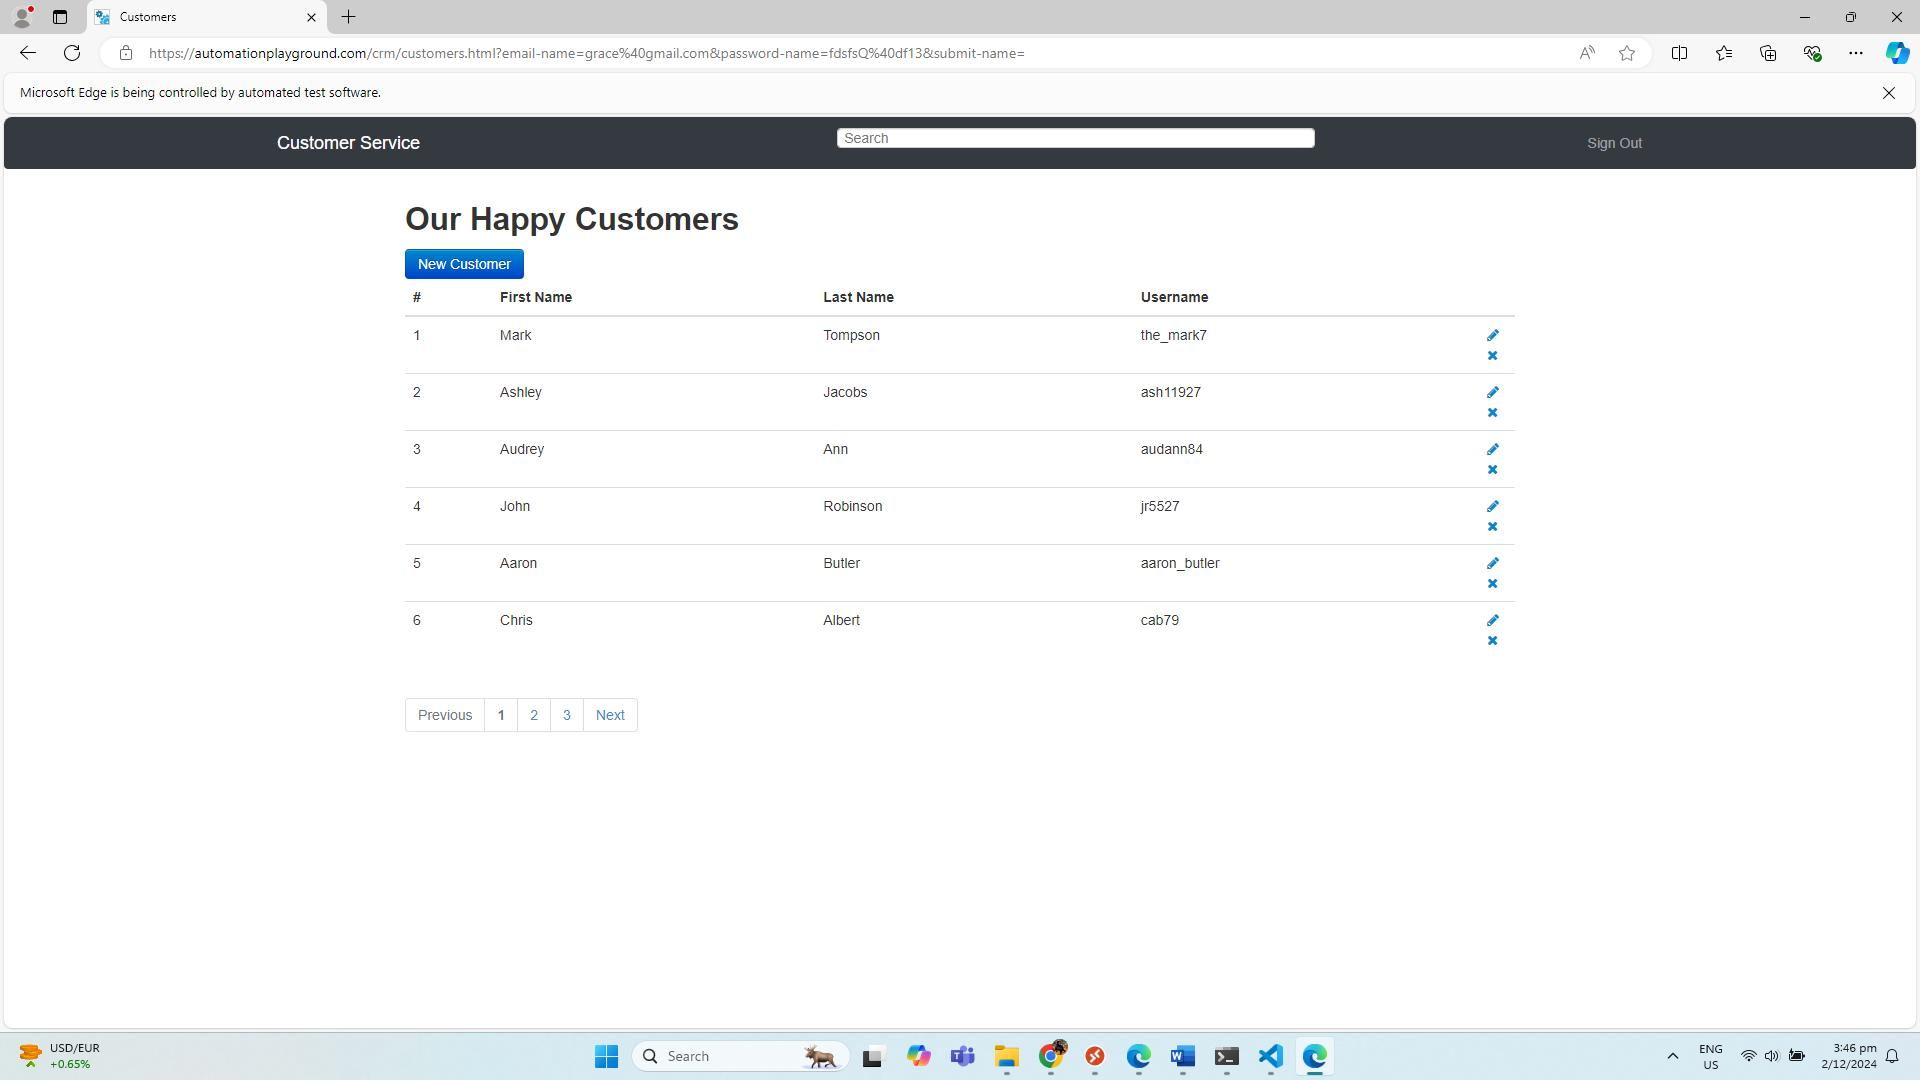 Customers
https://automationplayground.com/crm/customers.html?email-name=grace%40gmail.com&password-name=fdsfsQ%40df13&submit-name=
Microsoft Edge is being controlled by automated test software.
Customer Service Search Sign Out
Our Happy Customers
New Customer
# First Name Last Name Username
1 Mark Tompson the_mark7
2 Ashley Jacobs ash11927
3 Audrey Ann audann84
4 John Robinson jr5527
5 Aaron Butler aaron_butler
6 Chris Albert cab79
Previous 1 2 3 Next
USD/EUR
+0.65%
Search
ENG
US
3:46 pm
2/12/2024